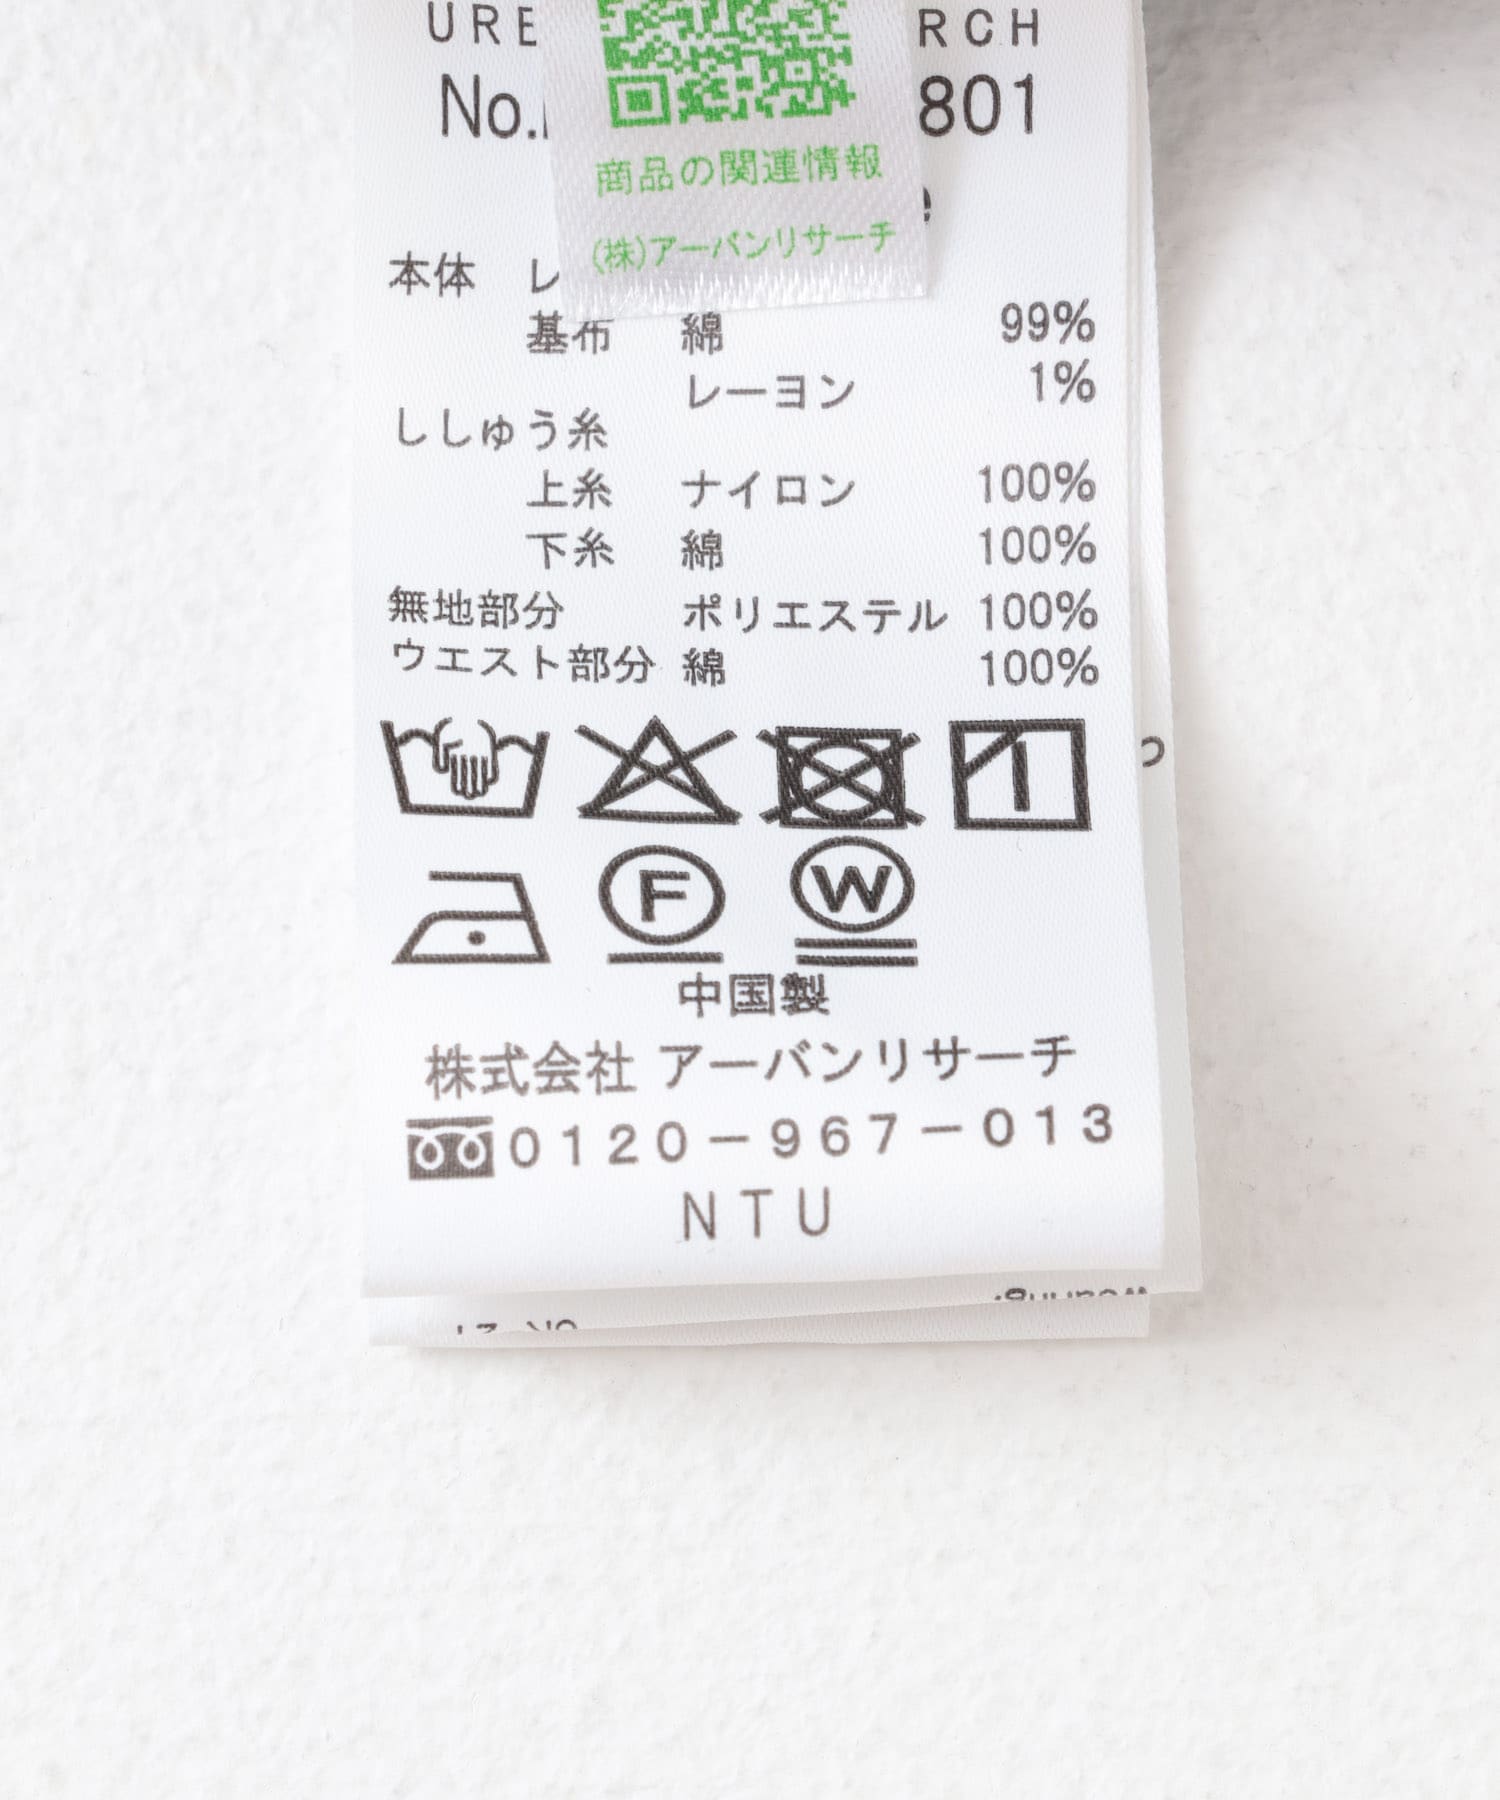 RCH
801
商品の関連情報
(株)アーバンリサーチ
本体
基布 綿 99%
レーヨン 1%
ししゅう糸
上糸 ナイロン 100%
下糸 綿 100%
無地部分 ポリエステル 100%
ウエスト部分 綿 100%
F W
中国製
株式会社 アーバンリサーチ
0120-967-013
NTU